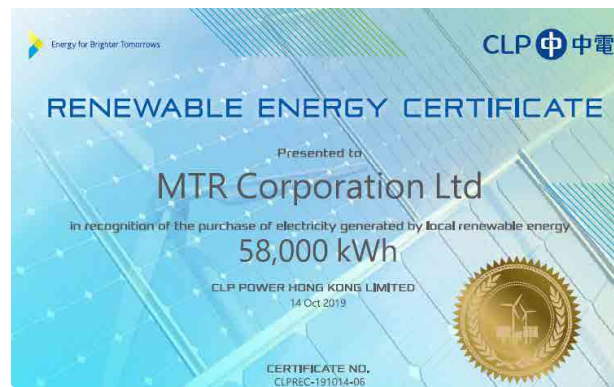 Energy for Brighter Tomorrows
CLP 中電
RENEWABLE ENERGY CERTIFICATE
Presented to
MTR Corporation Ltd
in recognition of the purchase of electricity generated by local renewable energy
58,000 kWh
CLP POWER HONG KONG LIMITED
14 Oct 2019
CERTIFICATE NO.
CLPREC-191014-06